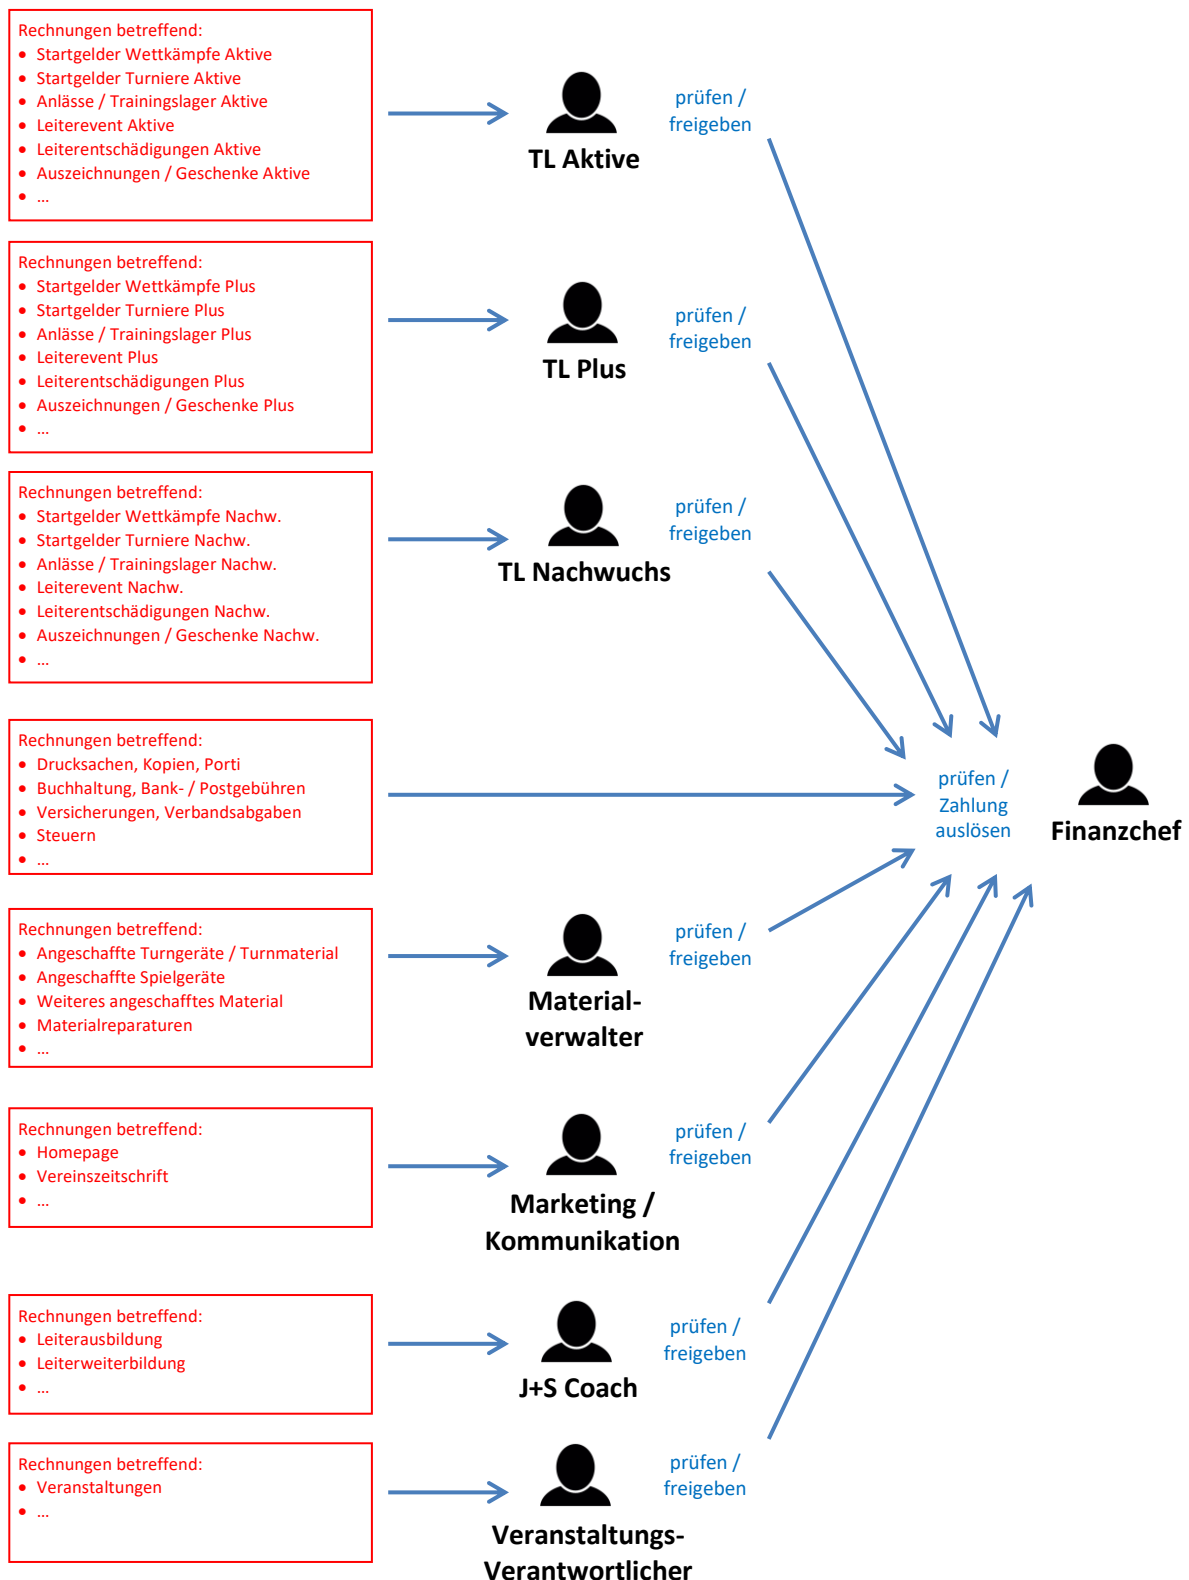 Rechnungen betreffend:
• Startgelder Wettkämpfe Aktive
• Startgelder Turniere Aktive
• Anlässe / Trainingslager Aktive
• Leiterevent Aktive
• Leiterentschädigungen Aktive
• Auszeichnungen / Geschenke Aktive
• ...
TL Aktive
prüfen /
freigeben
Rechnungen betreffend:
• Startgelder Wettkämpfe Plus
• Startgelder Turniere Plus
• Anlässe / Trainingslager Plus
• Leiterevent Plus
• Leiterentschädigungen Plus
• Auszeichnungen / Geschenke Plus
• ...
TL Plus
prüfen /
freigeben
Rechnungen betreffend:
• Startgelder Wettkämpfe Nachw.
• Startgelder Turniere Nachw.
• Anlässe / Trainingslager Nachw.
• Leiterevent Nachw.
• Leiterentschädigungen Nachw.
• Auszeichnungen / Geschenke Nachw.
• ...
TL Nachwuchs
prüfen /
freigeben
Rechnungen betreffend:
• Drucksachen, Kopien, Porti
• Buchhaltung, Bank- / Postgebühren
• Versicherungen, Verbandsabgaben
• Steuern
• ...
prüfen /
Zahlung
auslösen
Finanzchef
Rechnungen betreffend:
• Angeschaffte Turngeräte / Turnmaterial
• Angeschaffte Spielgeräte
• Weiteres angeschafftes Material
• Materialreparaturen
• ...
Material-
verwalter
prüfen /
freigeben
Rechnungen betreffend:
• Homepage
• Vereinszeitschrift
• ...
Marketing /
Kommunikation
prüfen /
freigeben
Rechnungen betreffend:
• Leiterausbildung
• Leiterweiterbildung
• ...
J+S Coach
prüfen /
freigeben
Rechnungen betreffend:
• Veranstaltungen
• ...
Veranstaltungs-
Verantwortlicher
prüfen /
freigeben